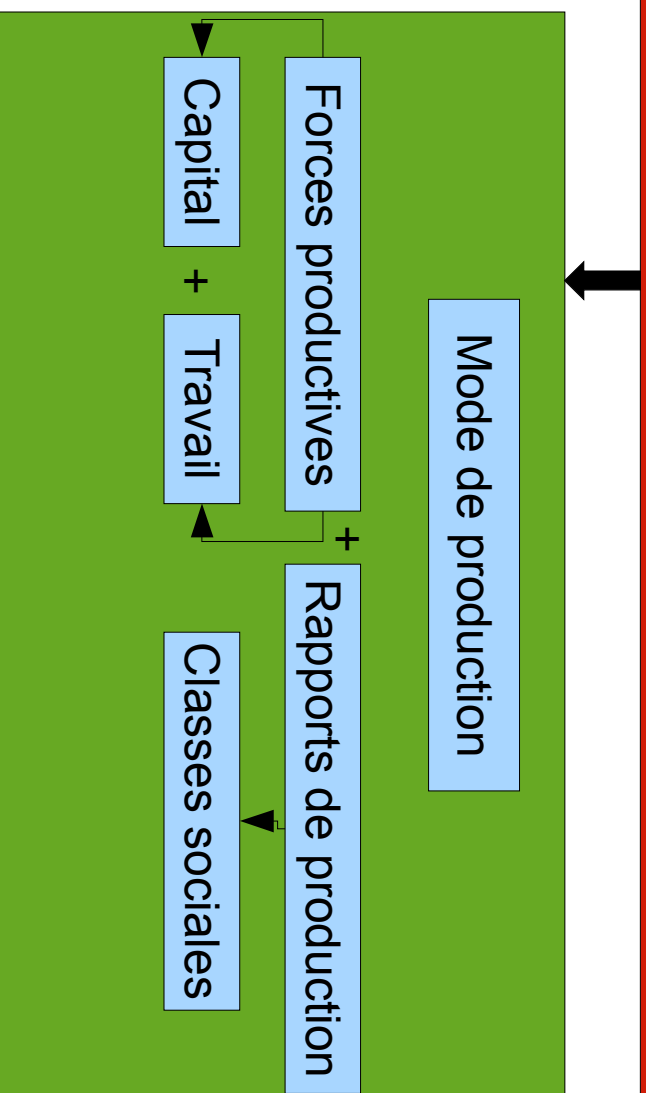 Mode de production
Forces productives + Rapports de production
Capital + Travail
Classes sociales